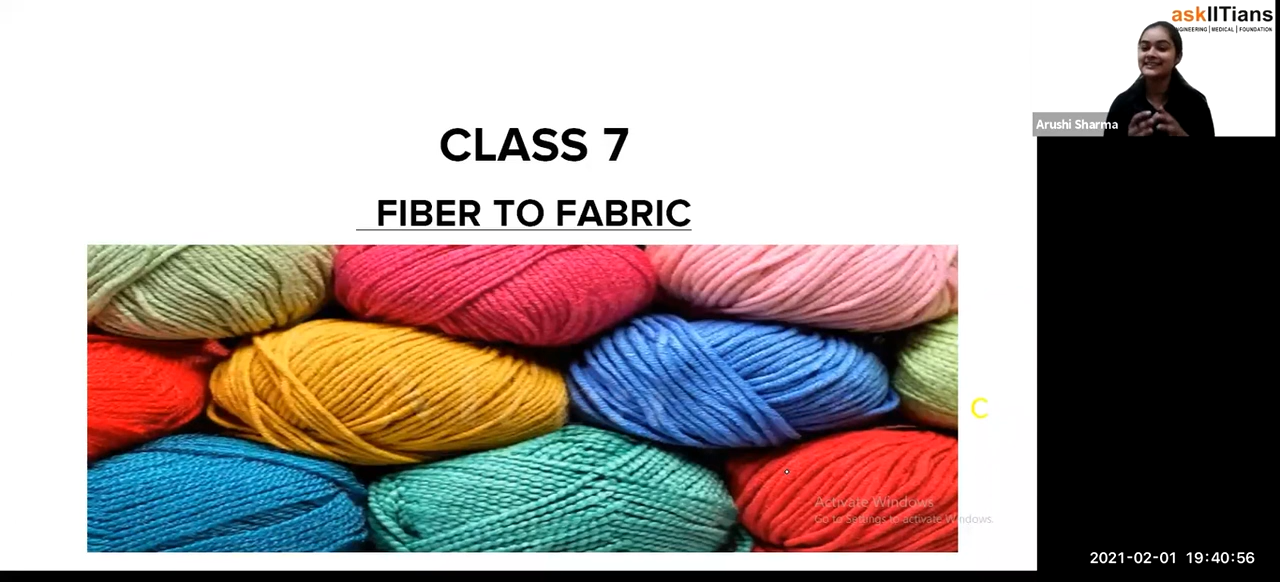 askIITians
ENGINEERING | MEDICAL | FOUNDATION
Arushi Sharma
CLASS 7
FIBER TO FABRIC
C
Activate Windows
Go to Settings to activate Windows.
2021-02-01 19:40:56